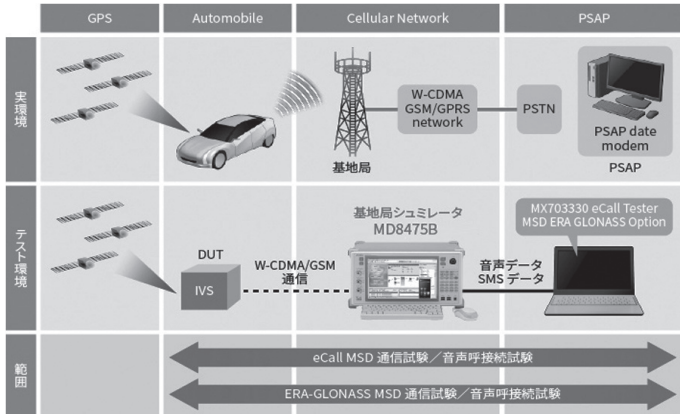 GPS
Automobile
Cellular Network
PSAP
実環境
基地局
W-CDMA
GSM/GPRS
network
PSTN
PSAP date
modem
PSAP
テスト環境
DUT
IVS
W-CDMA/GSM
通信
基地局シュミレータ
MD8475B
音声データ
SMS データ
MX703330 eCall Tester
MSD ERA GLONASS Option
範囲
eCall MSD 通信試験／音声呼接続試験
ERA-GLONASS MSD 通信試験／音声呼接続試験